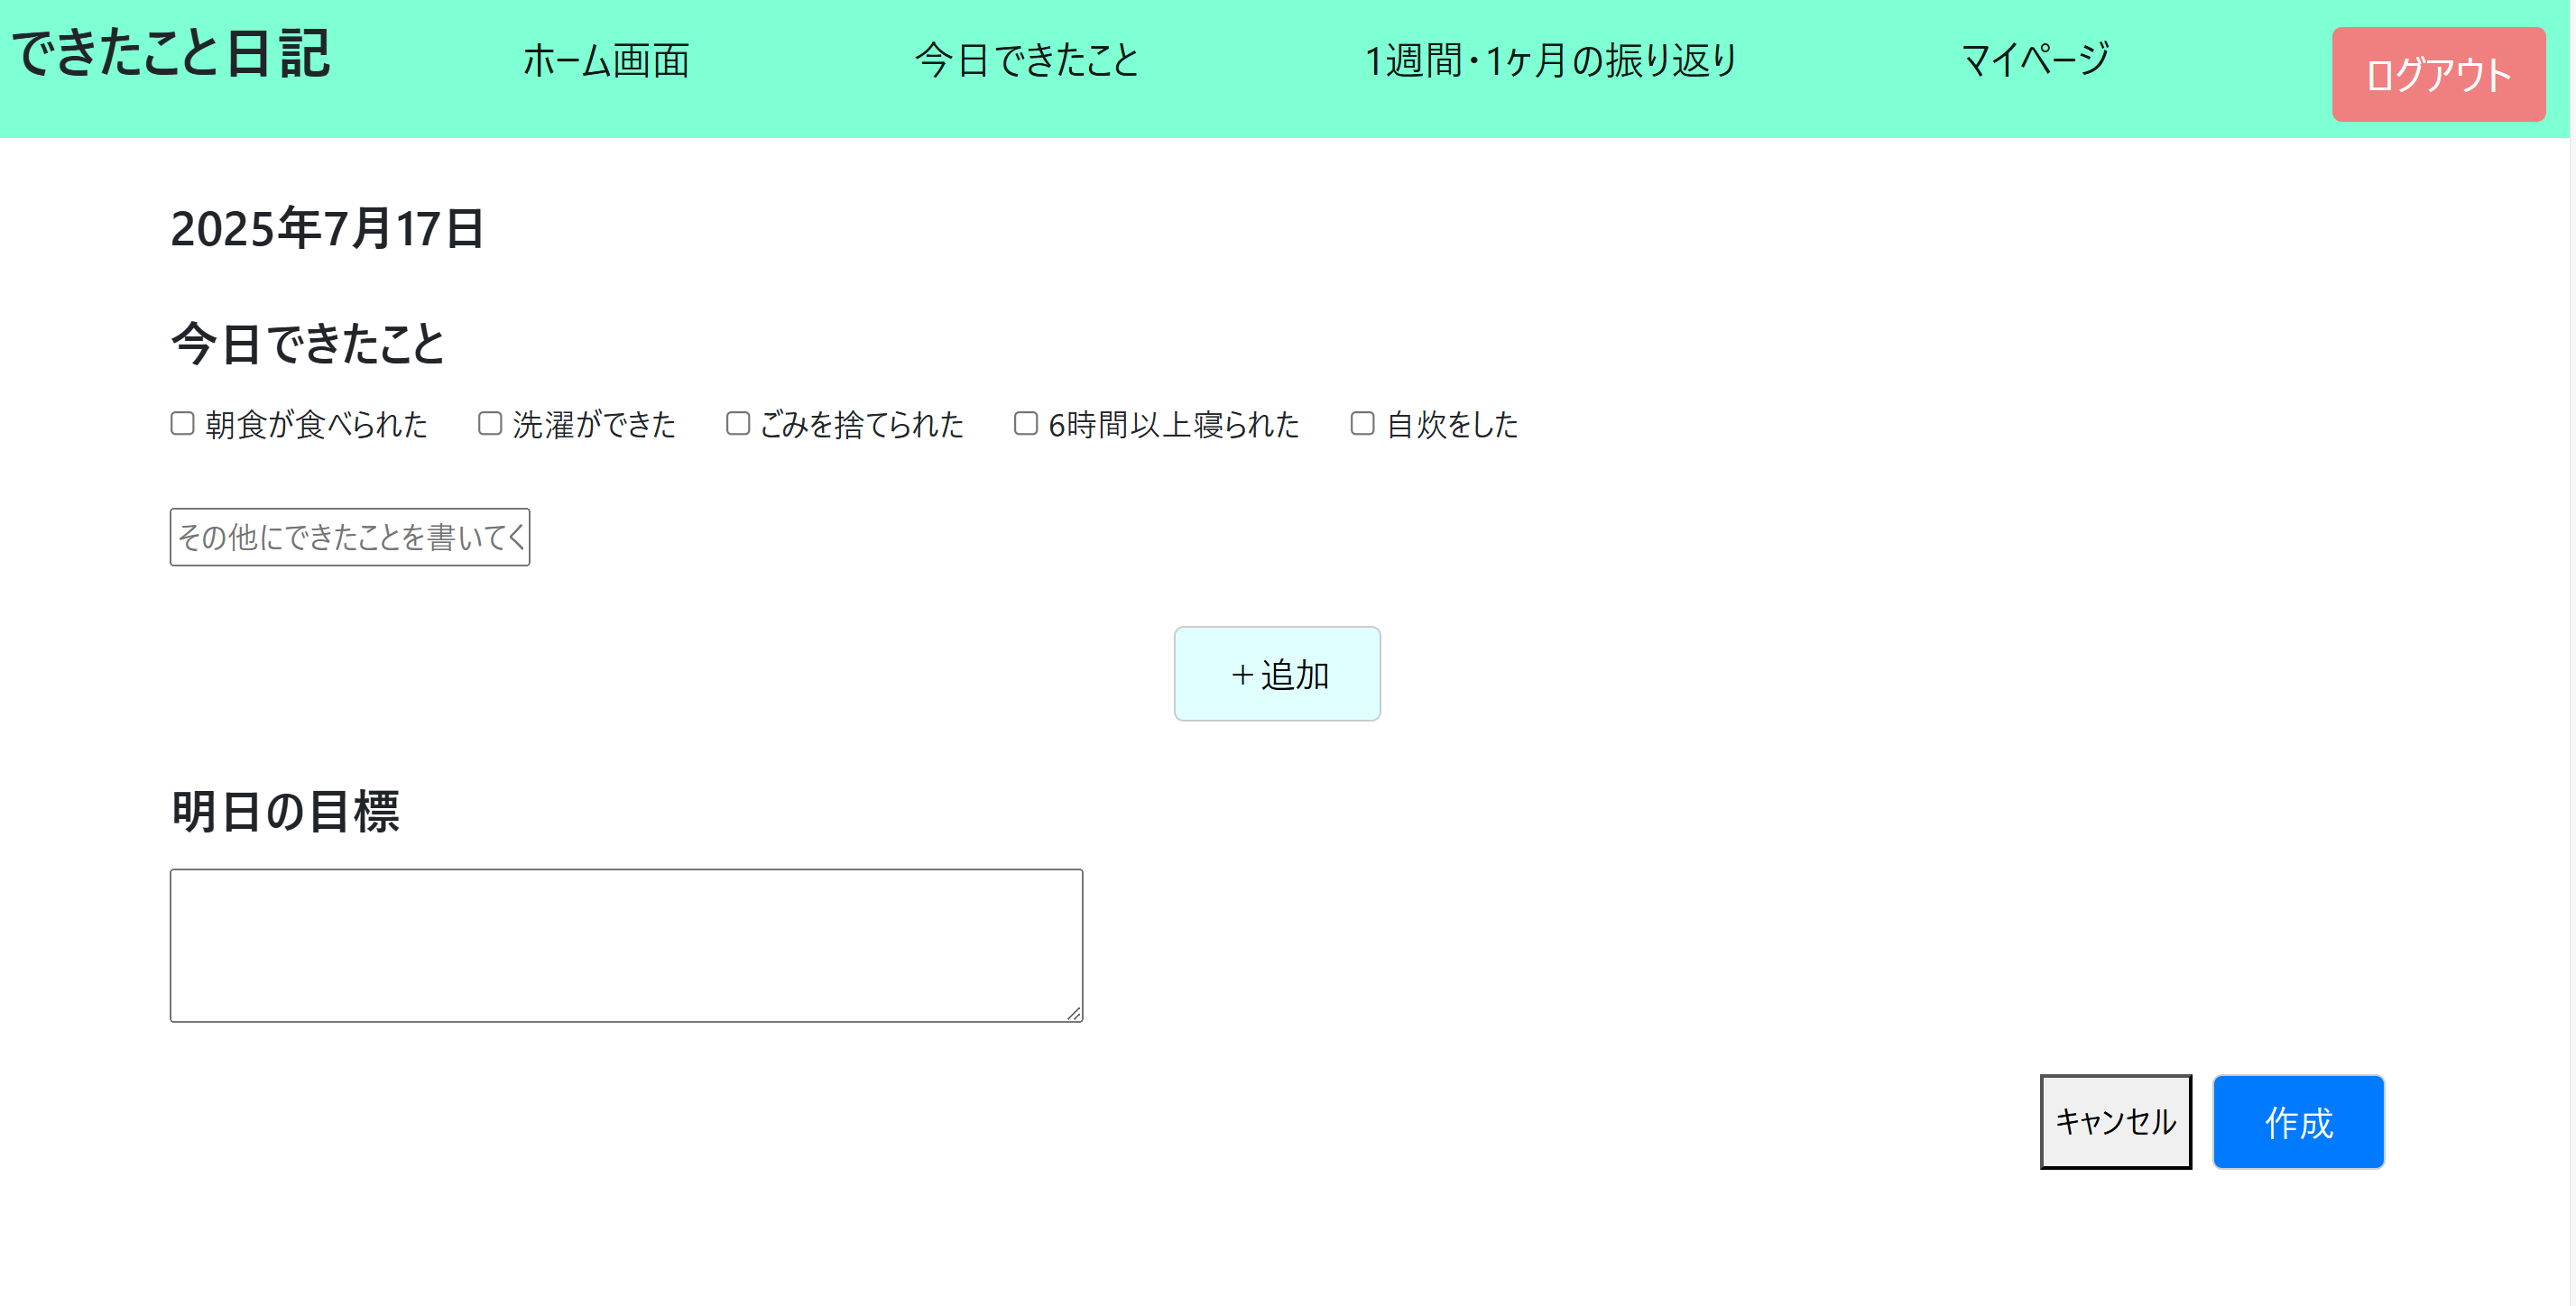 できたこと日記 ホーム画面 今日できたこと 1週間・1ヶ月の振り返り マイページ ログアウト
2025年7月17日
今日できたこと
朝食が食べられた 洗濯ができた ごみを捨てられた 6時間以上寝られた 自炊をした
その他にできたことを書いてく
＋追加
明日の目標
キャンセル 作成